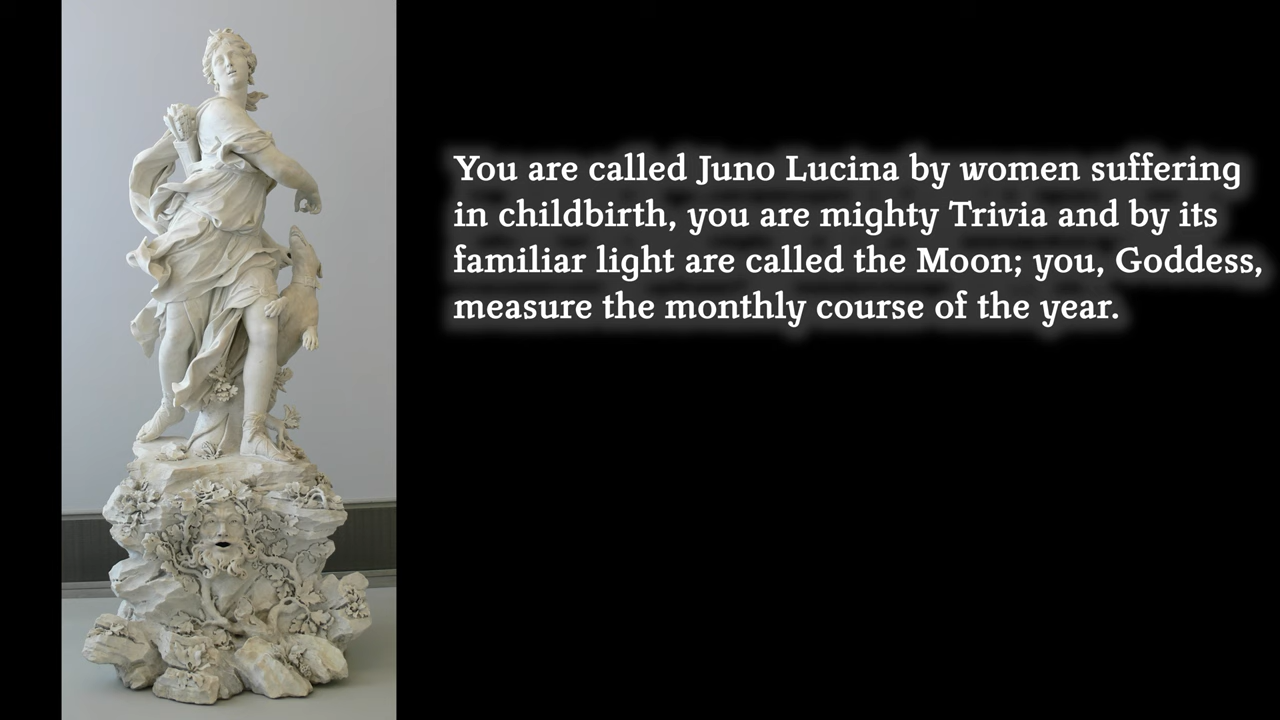 You are called Juno Lucina by women suffering
in childbirth, you are mighty Trivia and by its
familiar light are called the Moon; you, Goddess,
measure the monthly course of the year.